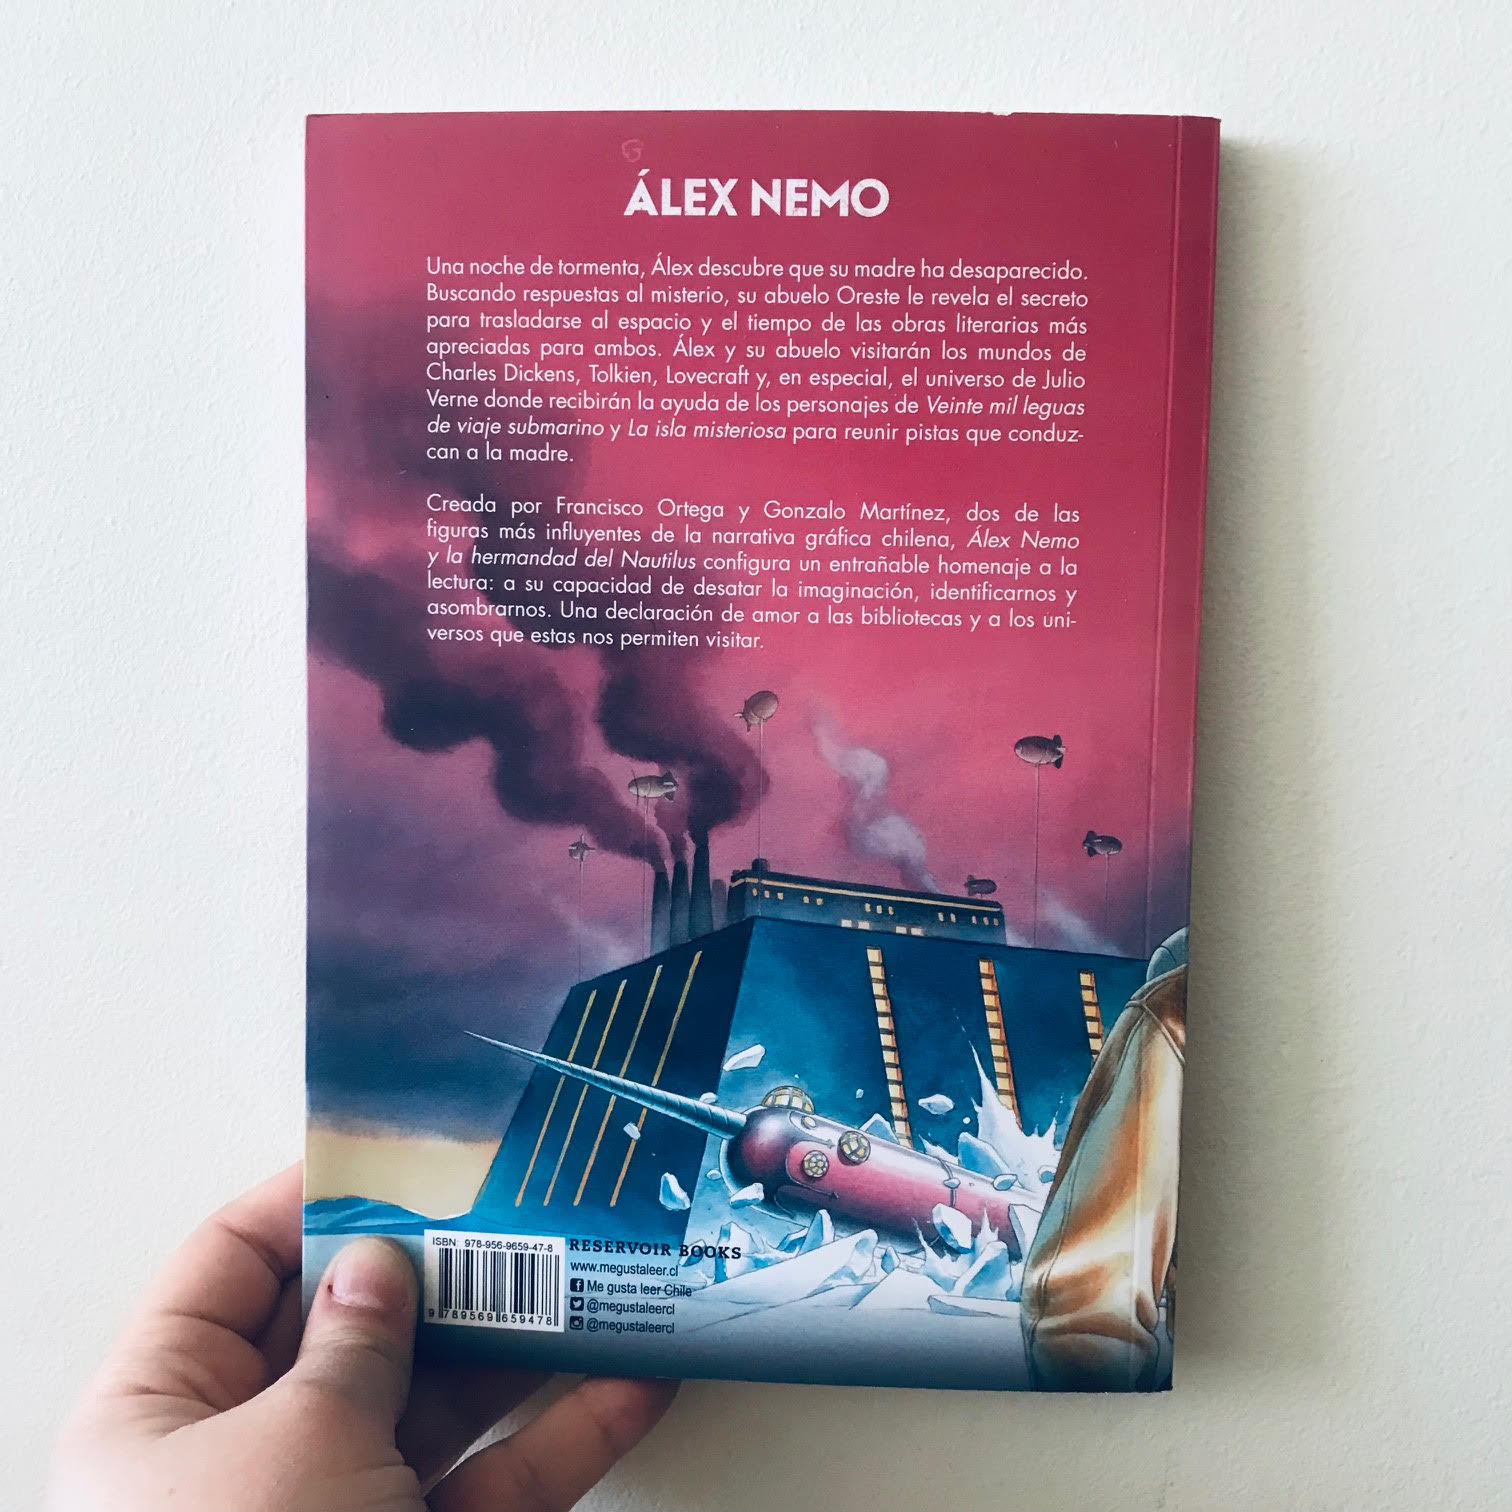 ÁLEX NEMO
Una noche de tormenta, Álex descubre que su madre ha desaparecido.
Buscando respuestas al misterio, su abuelo Oreste le revela el secreto
para trasladarse al espacio y el tiempo de las obras literarias más
apreciadas para ambos. Álex y su abuelo visitarán los mundos de
Charles Dickens, Tolkien, Lovecraft y, en especial, el universo de Julio
Verne donde recibirán la ayuda de los personajes de Veinte mil leguas
de viaje submarino y La isla misteriosa para reunir pistas que conduz-
can a la madre.
Creada por Francisco Ortega y Gonzalo Martínez, dos de las
figuras más influyentes de la narrativa gráfica chilena, Álex Nemo
y la hermandad del Nautilus configura un entrañable homenaje a la
lectura: a su capacidad de desatar la imaginación, identificarnos y
asombrarnos. Una declaración de amor a las bibliotecas y a los uni-
versos que estas nos permiten visitar.
ISBN: 978-956-9659-47-8
9 789569 659478
RESERVOIR BOOKS
www.megustaleer.cl
Me gusta leer Chile
@megustaleercl
@megustaleercl